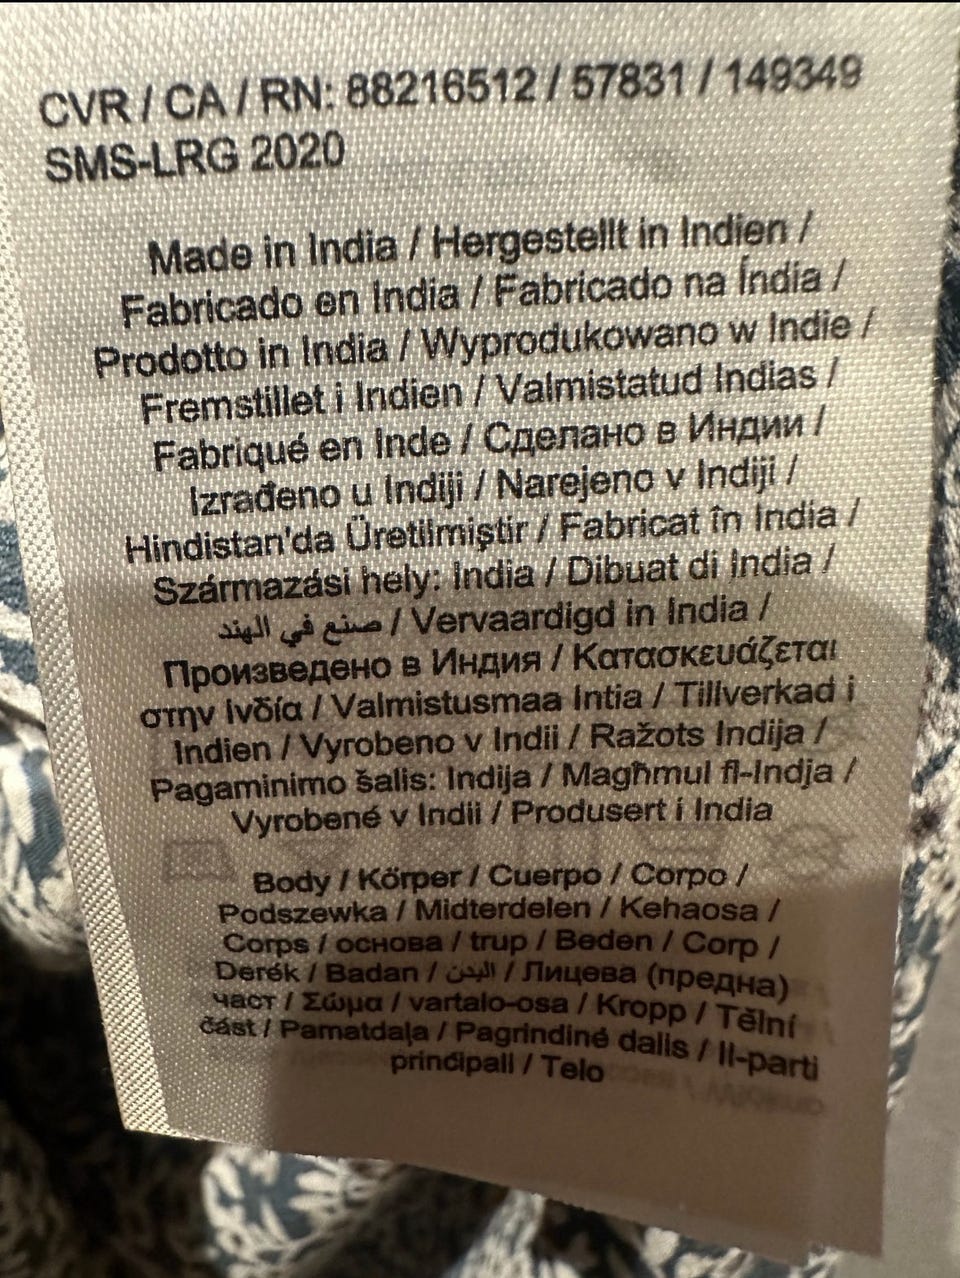 CVR / CA / RN: 88216512 / 57831 / 149349
SMS-LRG 2020
Made in India / Hergestellt in Indien /
Fabricado en India / Fabricado na Índia /
Prodotto in India / Wyprodukowano w Indie /
Fremstillet i Indien / Valmistatud Indias /
Fabriqué en Inde / Сделано в Индии /
Izrađeno u Indiji / Narejeno v Indiji /
Hindistan'da Üretilmiştir / Fabricat în India /
Származási hely: India / Dibuat di India /
صنع في الهند / Vervaardigd in India /
Произведено в Индия / Κατασκευάζεται
στην Ινδία / Valmistusmaa Intia / Tillverkad i
Indien / Vyrobeno v Indii / Ražots Indija /
Pagaminimo šalis: Indija / Magħmul fl-Indja /
Vyrobené v Indii / Produsert i India
Body / Körper / Cuerpo / Corpo /
Podszewka / Midterdelen / Kehaosa /
Corps / основа / trup / Beden / Corp /
Derék / Badan / البدن / Лицева (предна)
част / Σώμα / vartalo-osa / Kropp / Tělní
část / Pamatdaļa / Pagrindinė dalis / Il-parti
prinċipali / Telo